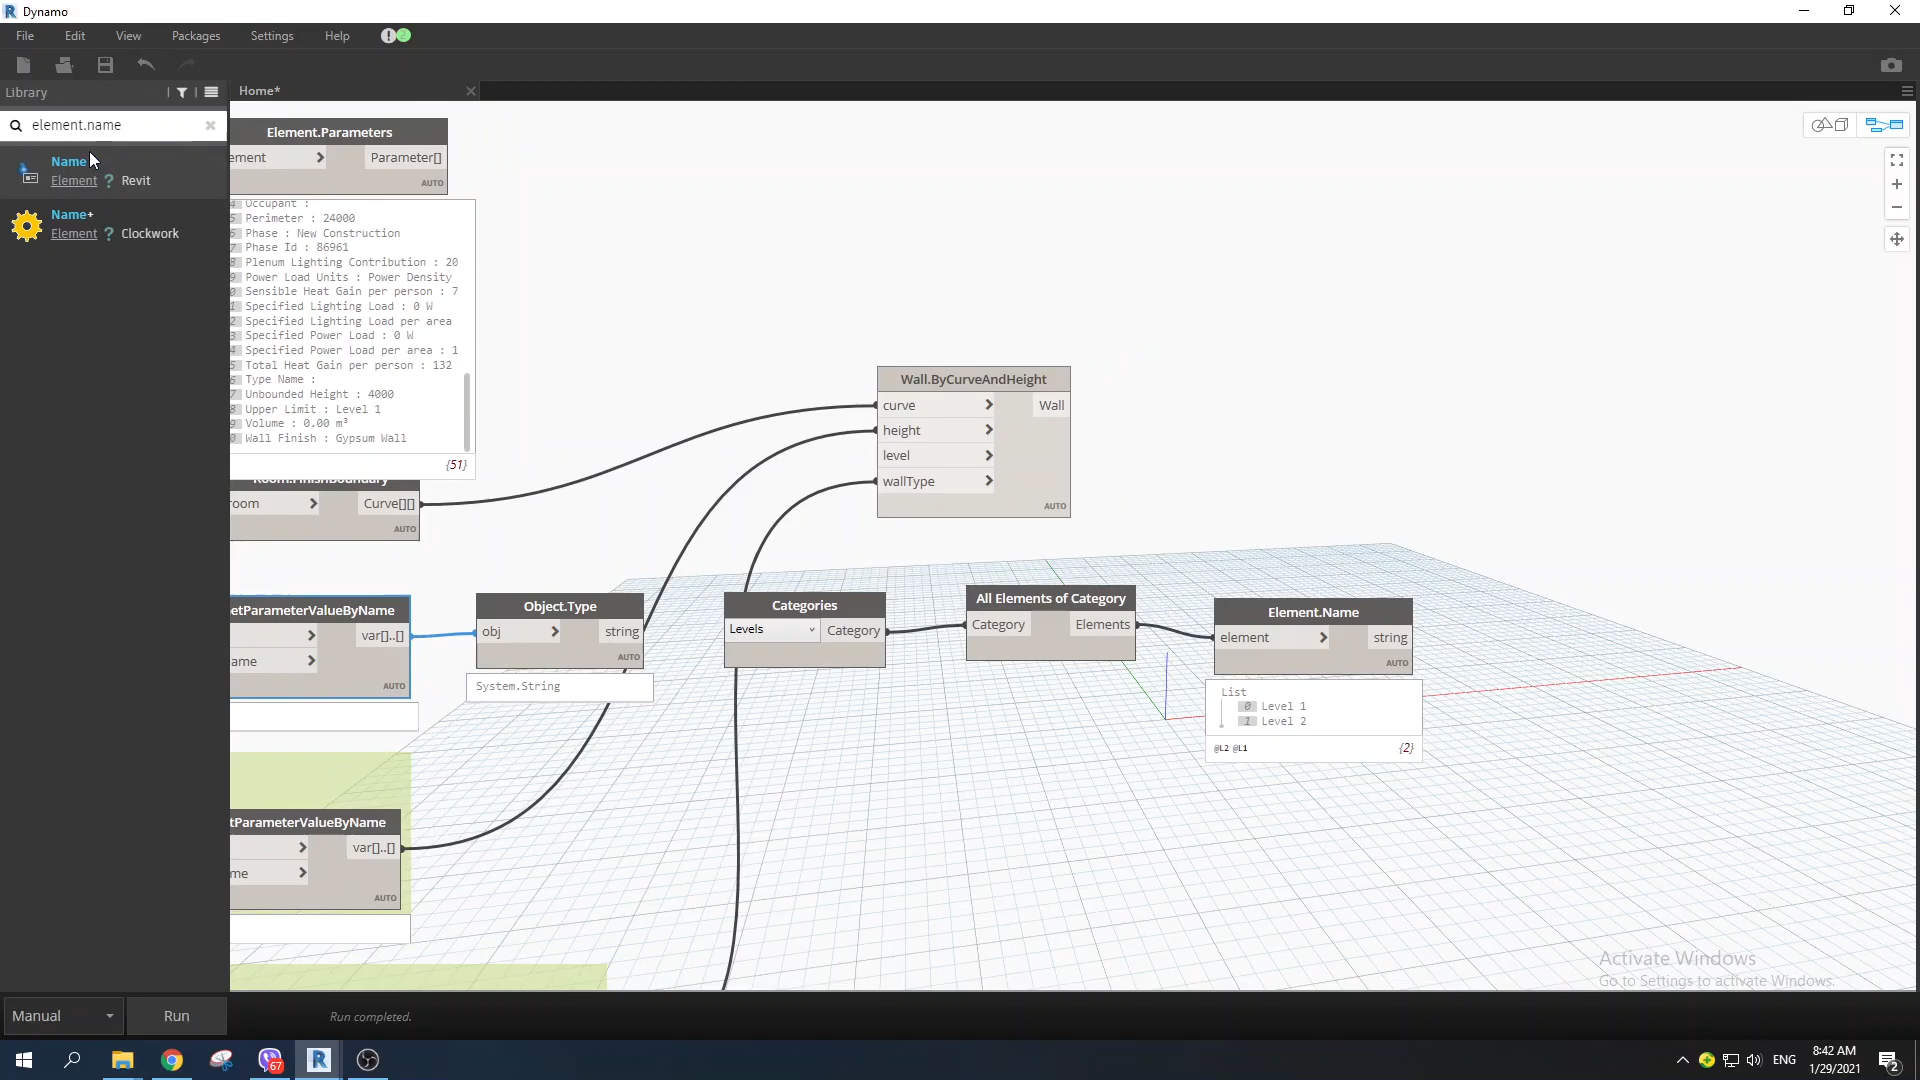 Dynamo
File Edit View Packages Settings Help
Library
Home*
element.name
Name
Element ? Revit
Name+
Element ? Clockwork
Element.Parameters
ement > Parameter[]
AUTO
Occupant :
Perimeter : 24000
Phase : New Construction
Phase Id : 86961
Plenum Lighting Contribution : 20
Power Load Units : Power Density
Sensible Heat Gain per person : 7
Specified Lighting Load : 0 W
Specified Lighting Load per area
Specified Power Load : 0 W
Specified Power Load per area : 1
Total Heat Gain per person : 132
Type Name :
Unbounded Height : 4000
Upper Limit : Level 1
Volume : 0.00 m³
Wall Finish : Gypsum Wall
{51}
Room.FinishBoundary
room > Curve[][]
AUTO
Wall.ByCurveAndHeight
curve > Wall
height >
level >
wallType >
AUTO
etParameterValueByName
> var[]..[]
ame >
AUTO
Object.Type
obj > string
AUTO
System.String
Categories
Levels Category
All Elements of Category
Category Elements
Element.Name
element > string
AUTO
List
0 Level 1
1 Level 2
@L2 @L1 {2}
tParameterValueByName
> var[]..[]
me >
AUTO
Activate Windows
Go to Settings to activate Windows.
Manual Run Run completed.
67
ENG
8:42 AM
1/29/2021
2